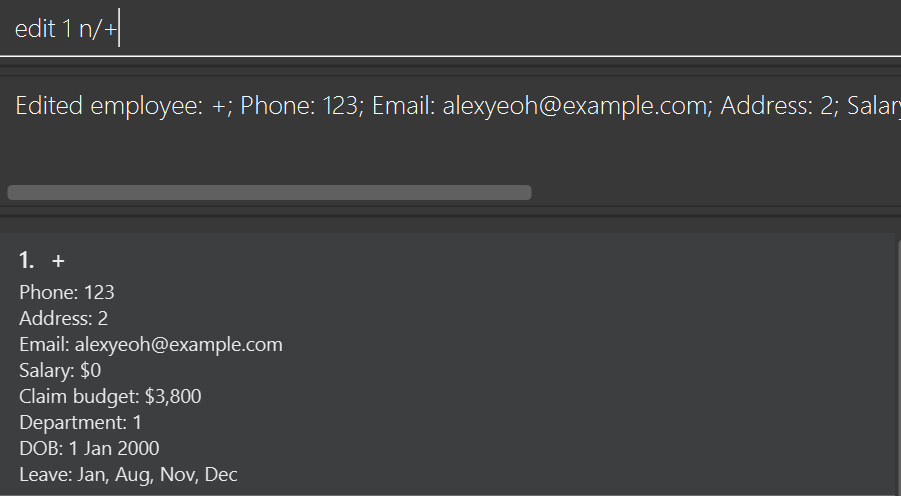 edit 1 n/+
Edited employee: +; Phone: 123; Email: alexyeoh@example.com; Address: 2; Salary
1. +
Phone: 123
Address: 2
Email: alexyeoh@example.com
Salary: $0
Claim budget: $3,800
Department: 1
DOB: 1 Jan 2000
Leave: Jan, Aug, Nov, Dec